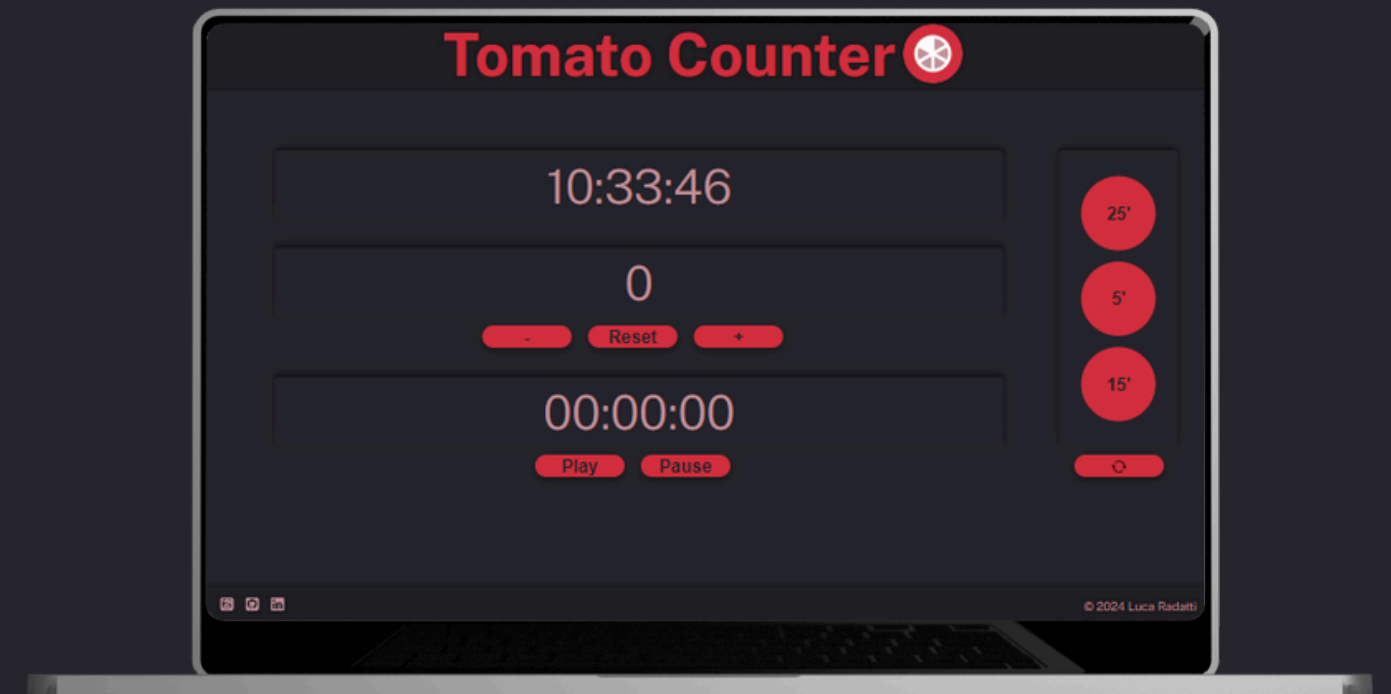 Tomato Counter
10:33:46
0
- Reset +
00:00:00
Play Pause
25'
5'
15'
© 2024 Luca Radatti